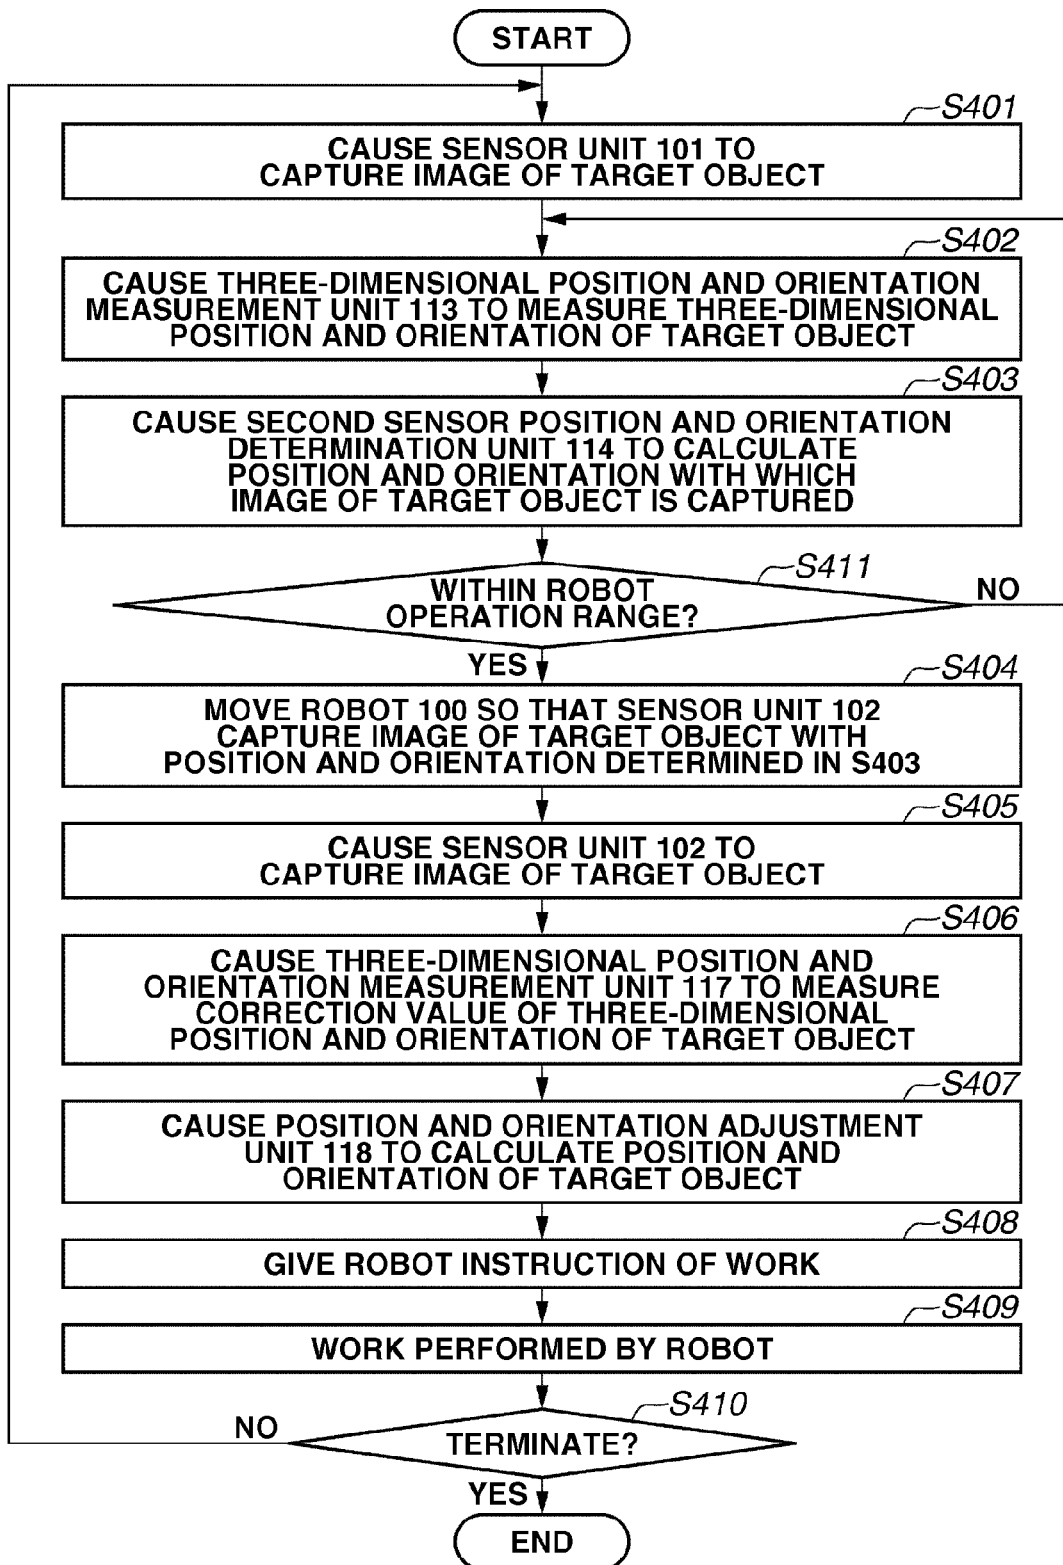 START
S401
CAUSE SENSOR UNIT 101 TO
CAPTURE IMAGE OF TARGET OBJECT
S402
CAUSE THREE-DIMENSIONAL POSITION AND ORIENTATION
MEASUREMENT UNIT 113 TO MEASURE THREE-DIMENSIONAL
POSITION AND ORIENTATION OF TARGET OBJECT
S403
CAUSE SECOND SENSOR POSITION AND ORIENTATION
DETERMINATION UNIT 114 TO CALCULATE
POSITION AND ORIENTATION WITH WHICH
IMAGE OF TARGET OBJECT IS CAPTURED
S411
WITHIN ROBOT
OPERATION RANGE?
NO
YES
S404
MOVE ROBOT 100 SO THAT SENSOR UNIT 102
CAPTURE IMAGE OF TARGET OBJECT WITH
POSITION AND ORIENTATION DETERMINED IN S403
S405
CAUSE SENSOR UNIT 102 TO
CAPTURE IMAGE OF TARGET OBJECT
S406
CAUSE THREE-DIMENSIONAL POSITION AND
ORIENTATION MEASUREMENT UNIT 117 TO MEASURE
CORRECTION VALUE OF THREE-DIMENSIONAL
POSITION AND ORIENTATION OF TARGET OBJECT
S407
CAUSE POSITION AND ORIENTATION ADJUSTMENT
UNIT 118 TO CALCULATE POSITION AND
ORIENTATION OF TARGET OBJECT
S408
GIVE ROBOT INSTRUCTION OF WORK
S409
WORK PERFORMED BY ROBOT
S410
NO
TERMINATE?
YES
END